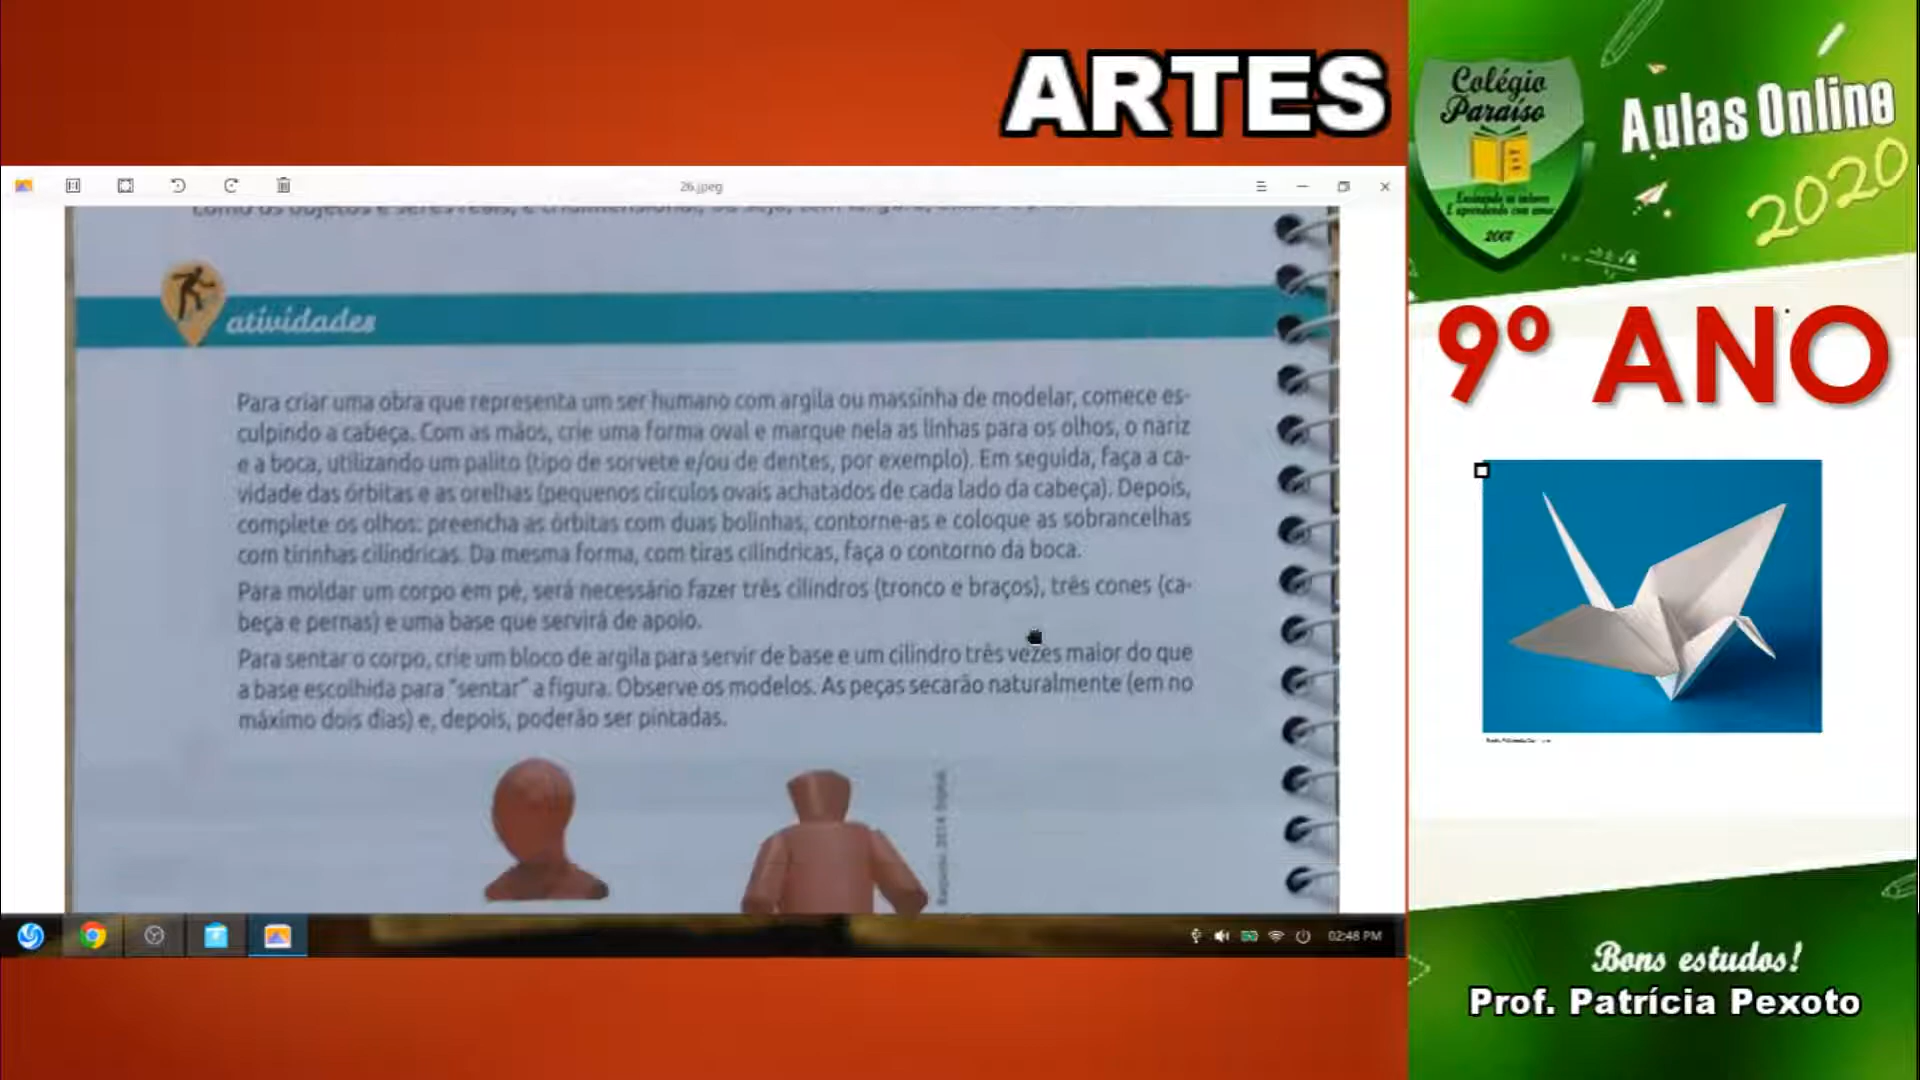 ARTES
26.jpeg
atividades
Para criar uma obra que representa um ser humano com argila ou massinha de modelar, comece es-
culpindo a cabeça. Com as mãos, crie uma forma oval e marque nela as linhas para os olhos, o nariz
e a boca, utilizando um palito (tipo de sorvete e/ou de dentes, por exemplo). Em seguida, faça a ca-
vidade das órbitas e as orelhas (pequenos círculos ovais achatados de cada lado da cabeça). Depois,
complete os olhos: preencha as órbitas com duas bolinhas, contorne-as e coloque as sobrancelhas
com tirinhas cilíndricas. Da mesma forma, com tiras cilíndricas, faça o contorno da boca.
Para moldar um corpo em pé, será necessário fazer três cilindros (tronco e braços), três cones (ca-
beça e pernas) e uma base que servirá de apoio.
Para sentar o corpo, crie um bloco de argila para servir de base e um cilindro três vezes maior do que
a base escolhida para "sentar" a figura. Observe os modelos. As peças secarão naturalmente (em no
máximo dois dias) e, depois, poderão ser pintadas.
02:48 PM
Colégio
Paraíso
Ensinando os valores
E aprendendo com amor
2007
Aulas Online
2020
9º ANO
Bons estudos!
Prof. Patrícia Pexoto